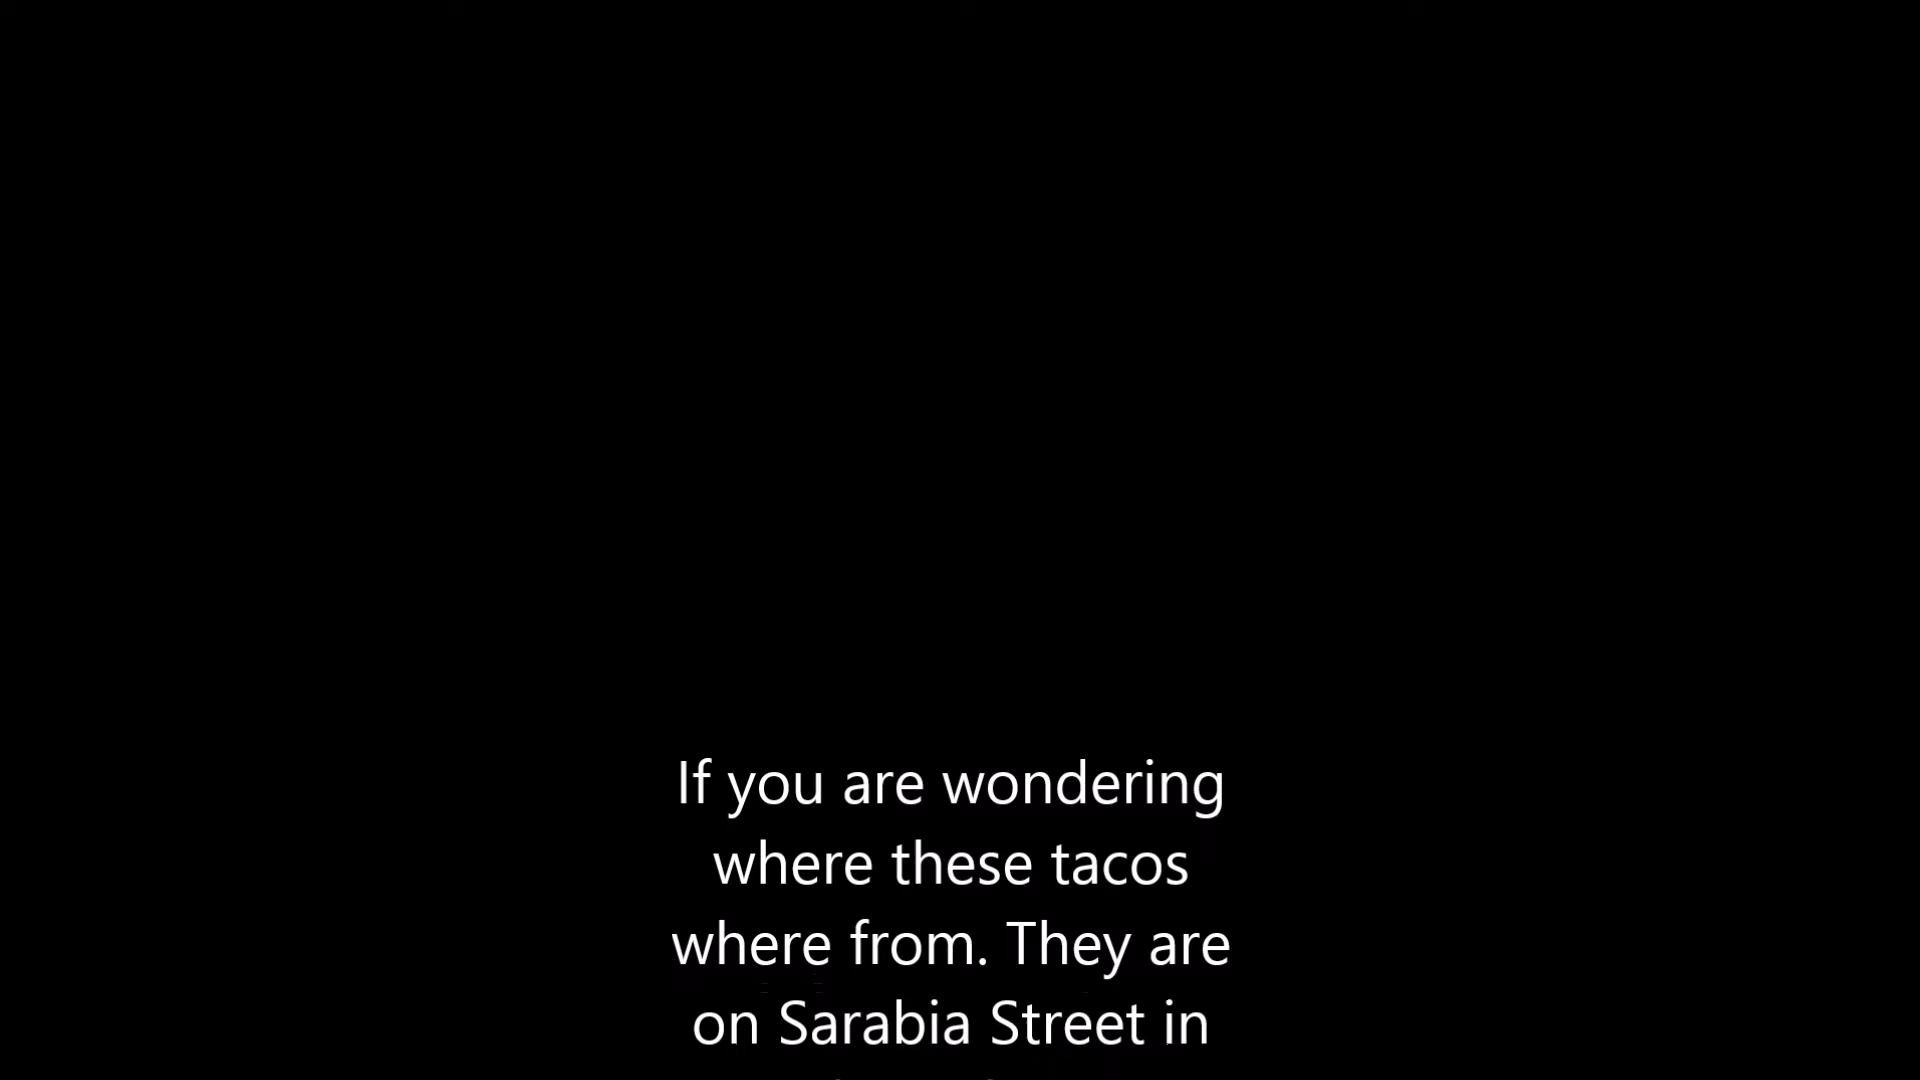 If you are wondering
where these tacos
where from. They are
on Sarabia Street in